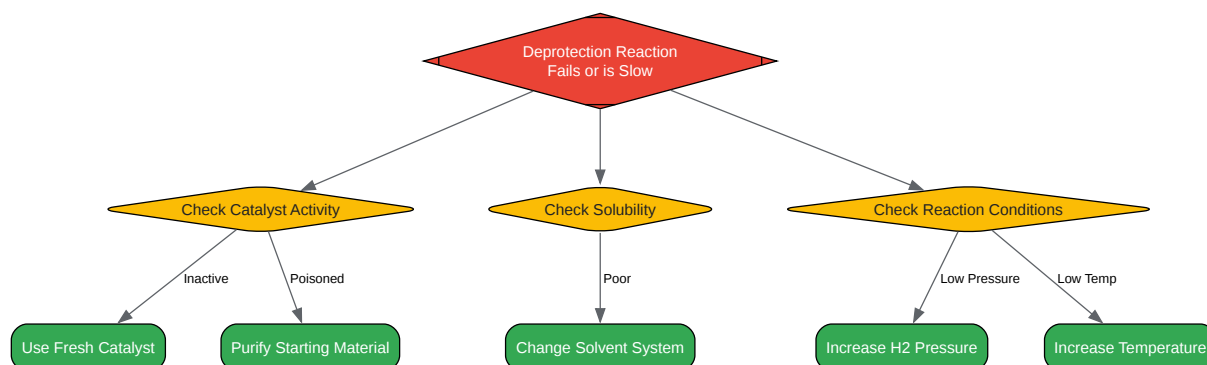 Deprotection Reaction
Fails or is Slow
Check Catalyst Activity
Check Solubility
Check Reaction Conditions
Inactive
Poisoned
Poor
Low Pressure
Low Temp
Use Fresh Catalyst
Purify Starting Material
Change Solvent System
Increase H2 Pressure
Increase Temperature